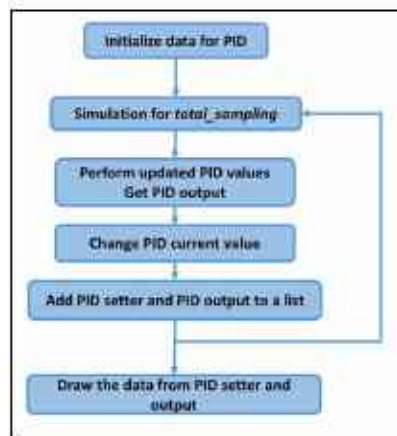 Initialize data for PID
Simulation for total_sampling
Perform updated PID values
Get PID output
Change PID current value
Add PID setter and PID output to a list
Draw the data from PID setter and
output